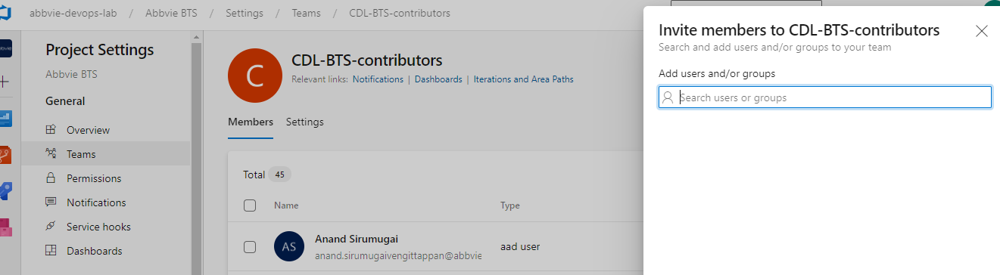 abbvie-devops-lab / Abbvie BTS / Settings / Teams / CDL-BTS-contributors
abbvie
Project Settings
Abbvie BTS
General
Overview
Teams
Permissions
Notifications
Service hooks
Dashboards
C
CDL-BTS-contributors
Relevant links: Notifications | Dashboards | Iterations and Area Paths
Members Settings
Total 45
Name Type
AS
Anand Sirumugai
anand.sirumugaivengittappan@abbvie
aad user
Invite members to CDL-BTS-contributors
Search and add users and/or groups to your team
Add users and/or groups
Search users or groups